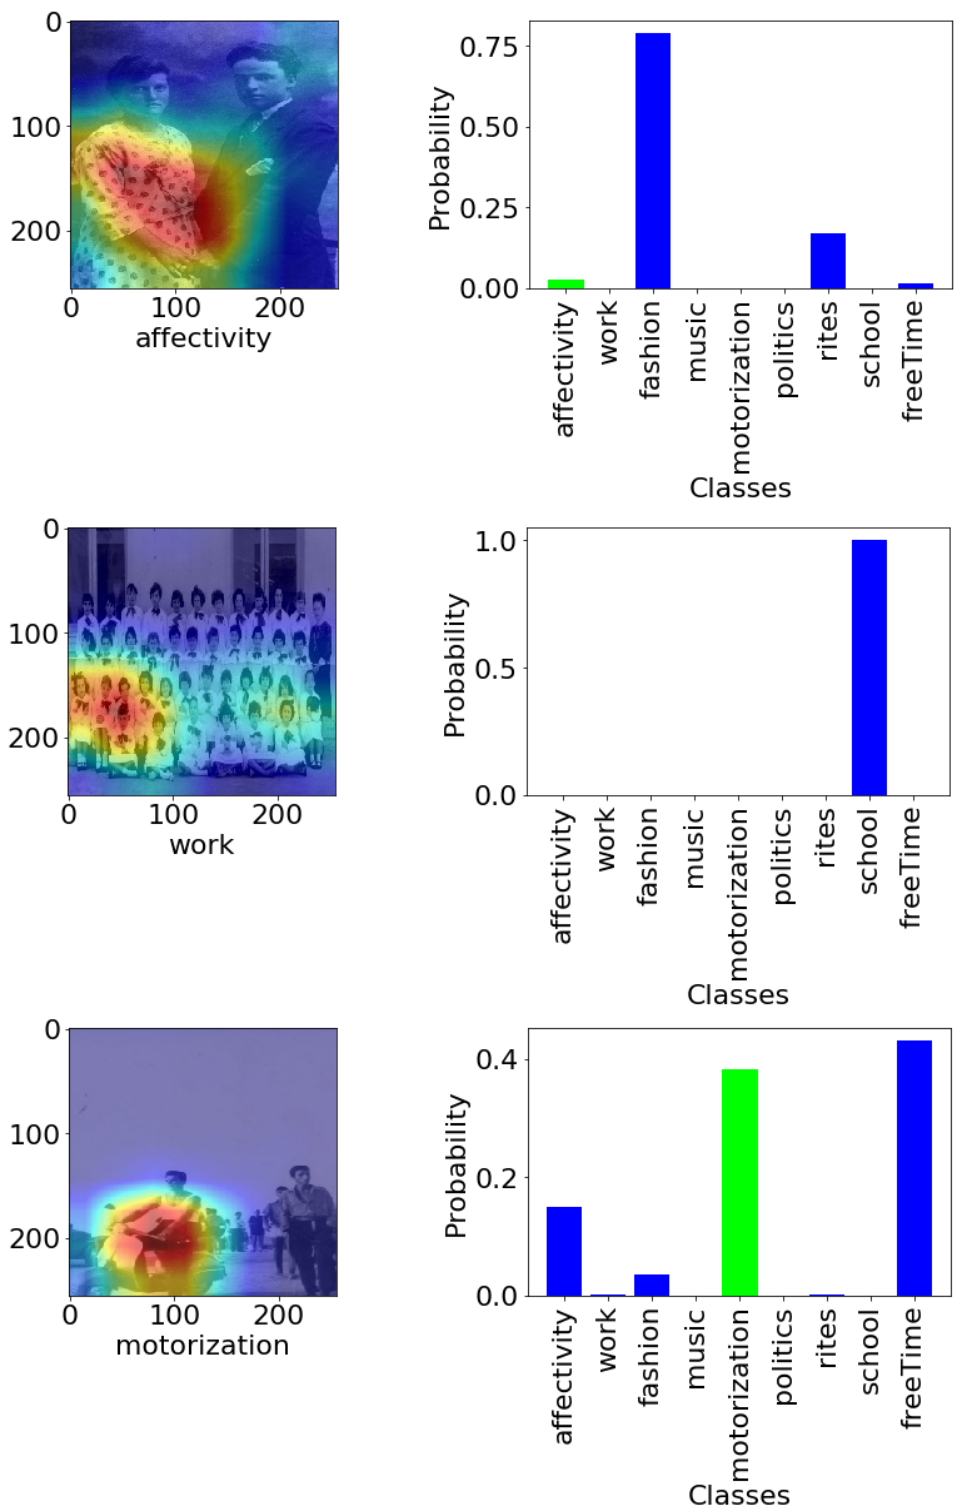 0
100
200
0 100 200
affectivity
Probability
0.75
0.50
0.25
0.00
affectivity
work
fashion
music
motorization
politics
rites
school
freeTime
Classes
0
100
200
0 100 200
work
Probability
1.0
0.5
0.0
affectivity
work
fashion
music
motorization
politics
rites
school
freeTime
Classes
0
100
200
0 100 200
motorization
Probability
0.4
0.2
0.0
affectivity
work
fashion
music
motorization
politics
rites
school
freeTime
Classes